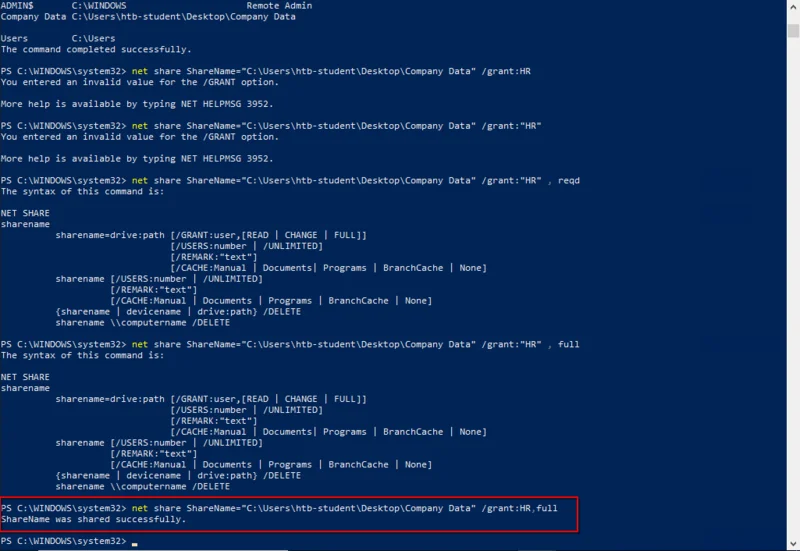 ADMIN$ C:\WINDOWS Remote Admin
Company Data C:\Users\htb-student\Desktop\Company Data
Users C:\Users
The command completed successfully.
PS C:\WINDOWS\system32> net share ShareName="C:\Users\htb-student\Desktop\Company Data" /grant:HR
You entered an invalid value for the /GRANT option.
More help is available by typing NET HELPMSG 3952.
PS C:\WINDOWS\system32> net share ShareName="C:\Users\htb-student\Desktop\Company Data" /grant:"HR"
You entered an invalid value for the /GRANT option.
More help is available by typing NET HELPMSG 3952.
PS C:\WINDOWS\system32> net share ShareName="C:\Users\htb-student\Desktop\Company Data" /grant:"HR" , reqd
The syntax of this command is:
NET SHARE
sharename
sharename=drive:path [/GRANT:user,[READ | CHANGE | FULL]]
[/USERS:number | /UNLIMITED]
[/REMARK:"text"]
[/CACHE:Manual | Documents| Programs | BranchCache | None]
sharename [/USERS:number | /UNLIMITED]
[/REMARK:"text"]
[/CACHE:Manual | Documents | Programs | BranchCache | None]
{sharename | devicename | drive:path} /DELETE
sharename \\computername /DELETE
PS C:\WINDOWS\system32> net share ShareName="C:\Users\htb-student\Desktop\Company Data" /grant:"HR" , full
The syntax of this command is:
NET SHARE
sharename
sharename=drive:path [/GRANT:user,[READ | CHANGE | FULL]]
[/USERS:number | /UNLIMITED]
[/REMARK:"text"]
[/CACHE:Manual | Documents| Programs | BranchCache | None]
sharename [/USERS:number | /UNLIMITED]
[/REMARK:"text"]
[/CACHE:Manual | Documents | Programs | BranchCache | None]
{sharename | devicename | drive:path} /DELETE
sharename \\computername /DELETE
PS C:\WINDOWS\system32> net share ShareName="C:\Users\htb-student\Desktop\Company Data" /grant:HR,full
ShareName was shared successfully.
PS C:\WINDOWS\system32> _